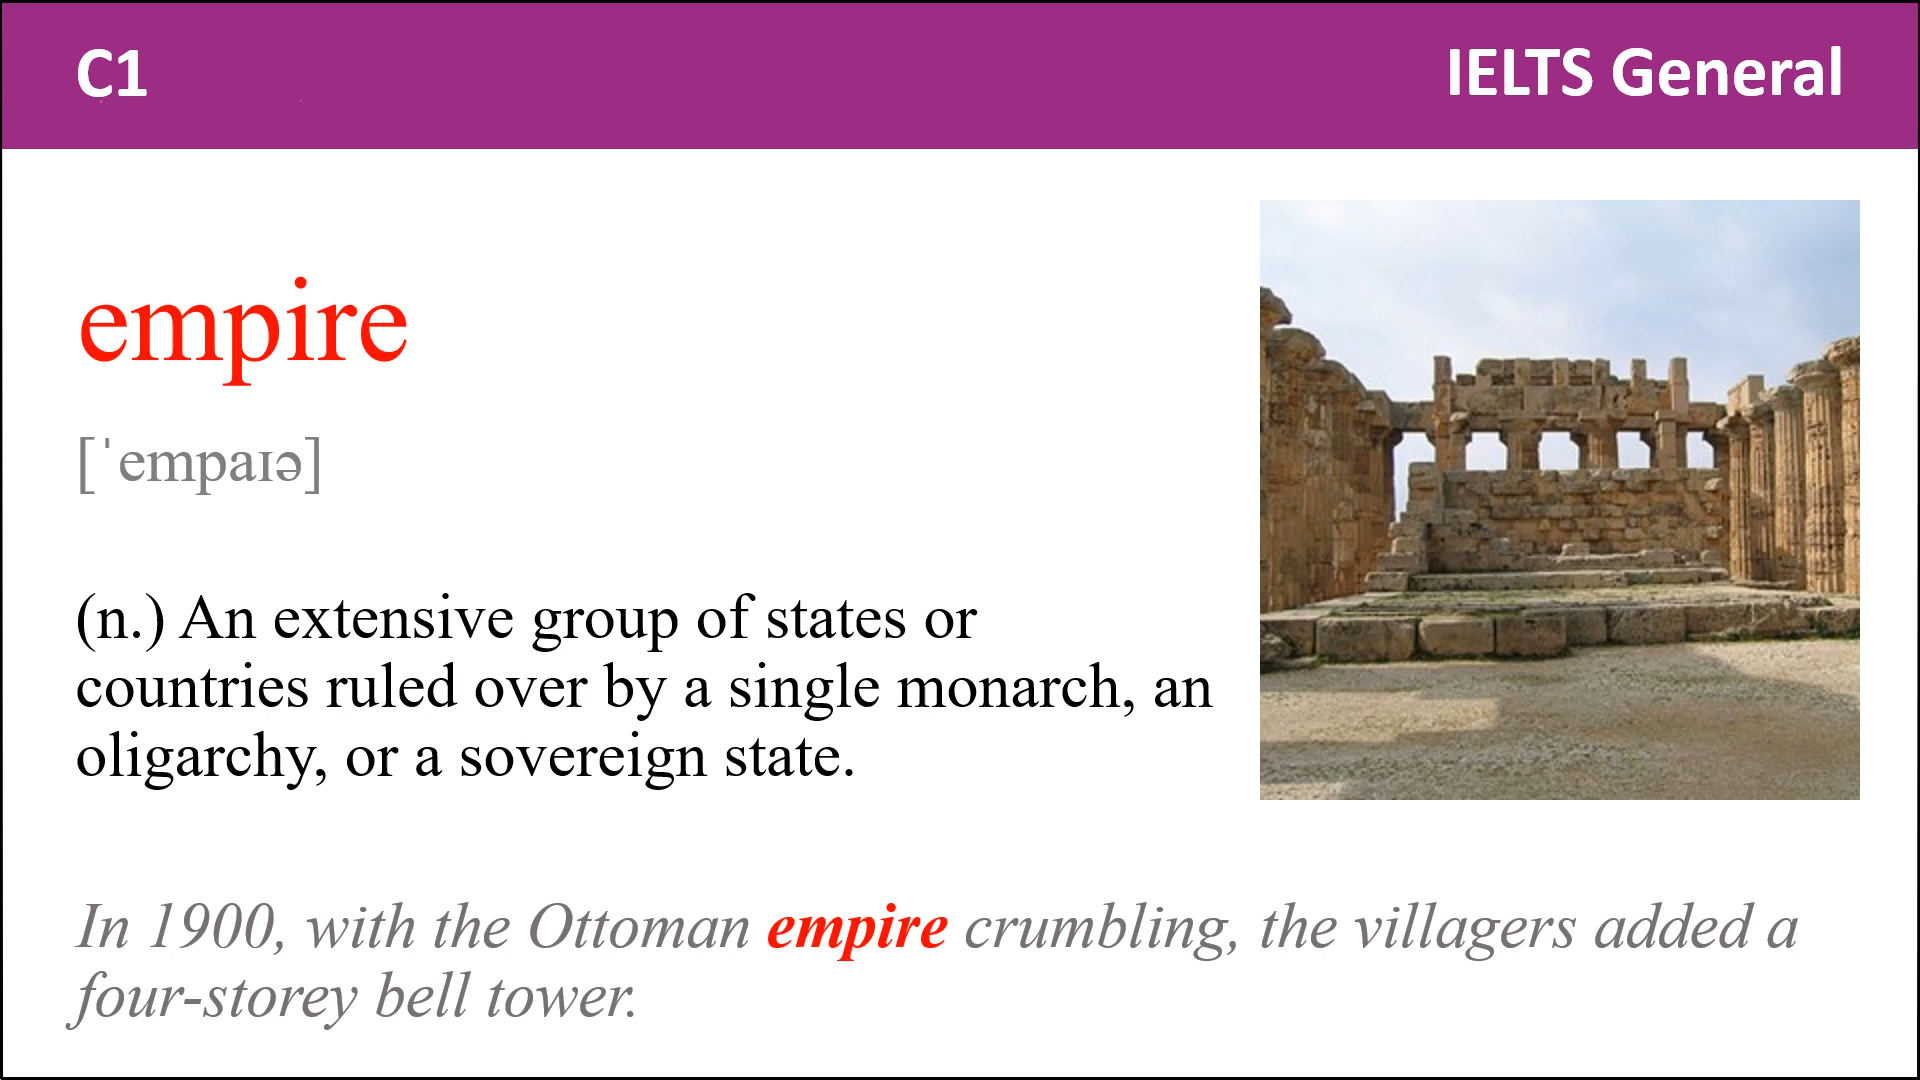 C1
IELTS General
empire
[ˈempaɪə]
(n.) An extensive group of states or
countries ruled over by a single monarch, an
oligarchy, or a sovereign state.
In 1900, with the Ottoman empire crumbling, the villagers added a
four-storey bell tower.